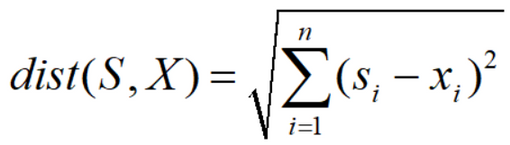 dist(S, X) = √(∑_{i=1}^{n} (s_i − x_i)^2)